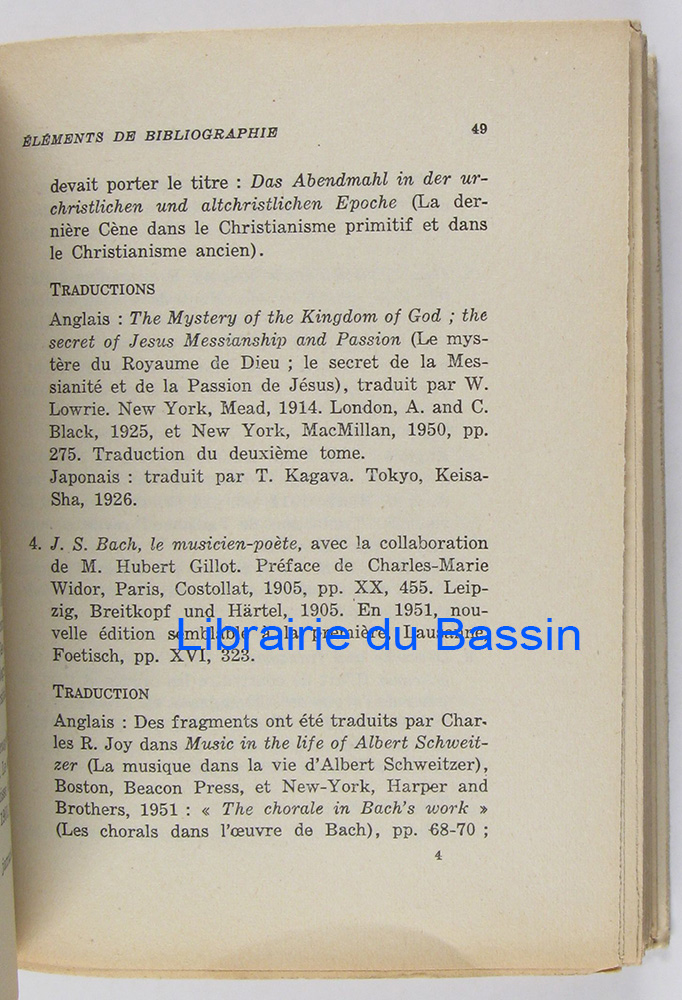 ÉLÉMENTS DE BIBLIOGRAPHIE 49
devait porter le titre : Das Abendmahl in der ur-
christlichen und altchristlichen Epoche (La der-
nière Cène dans le Christianisme primitif et dans
le Christianisme ancien).
TRADUCTIONS
Anglais : The Mystery of the Kingdom of God ; the
secret of Jesus Messianship and Passion (Le mys-
tère du Royaume de Dieu ; le secret de la Mes-
sianité et de la Passion de Jésus), traduit par W.
Lowrie. New York, Mead, 1914. London, A. and C.
Black, 1925, et New York, MacMillan, 1950, pp.
275. Traduction du deuxième tome.
Japonais : traduit par T. Kagava. Tokyo, Keisa-
Sha, 1926.
4. J. S. Bach, le musicien-poète, avec la collaboration
de M. Hubert Gillot. Préface de Charles-Marie
Widor, Paris, Costollat, 1905, pp. XX, 455. Leip-
zig, Breitkopf und Härtel, 1905. En 1951, nou-
velle édition semblable à la première, Lausanne,
Foetisch, pp. XVI, 323.
Librairie du Bassin
TRADUCTION
Anglais : Des fragments ont été traduits par Char-
les R. Joy dans Music in the life of Albert Schweit-
zer (La musique dans la vie d'Albert Schweitzer),
Boston, Beacon Press, et New-York, Harper and
Brothers, 1951 : « The chorale in Bach's work »
(Les chorals dans l'œuvre de Bach), pp. 68-70 ;
4